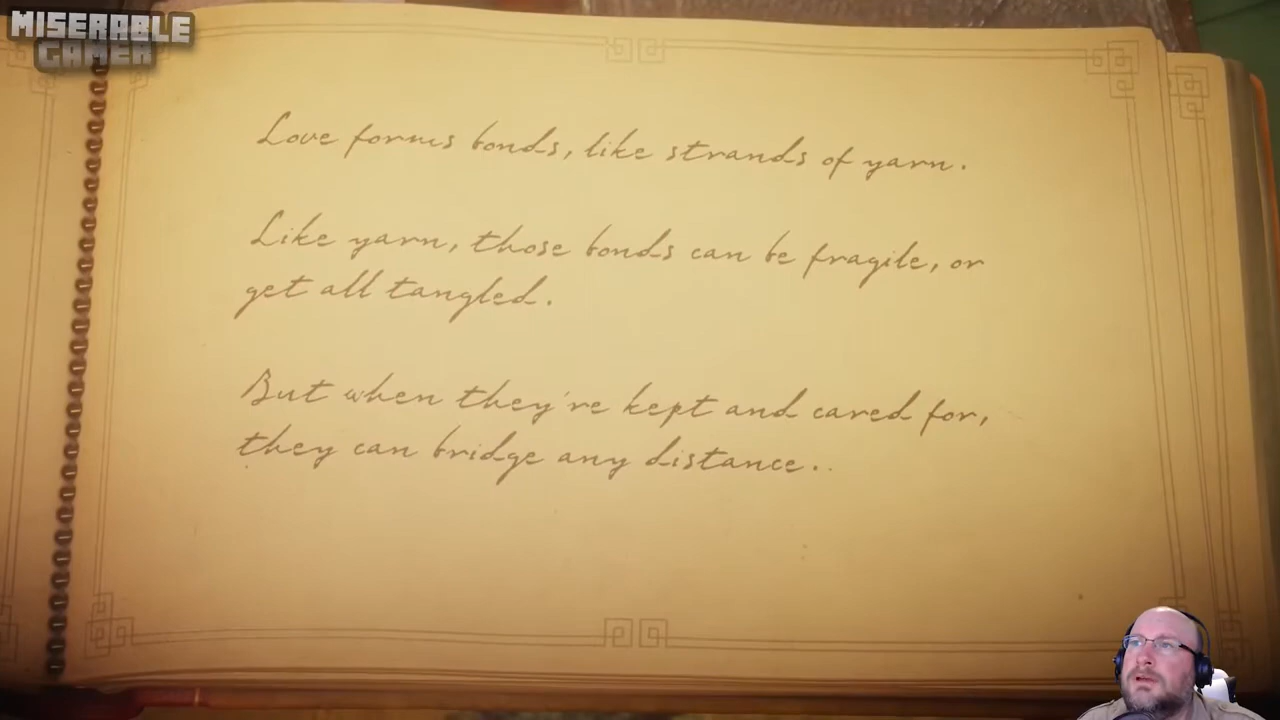 MISERABLE
GAMER
Love forms bonds, like strands of yarn.
Like yarn, those bonds can be fragile, or
get all tangled.
But when they're kept and cared for,
they can bridge any distance..